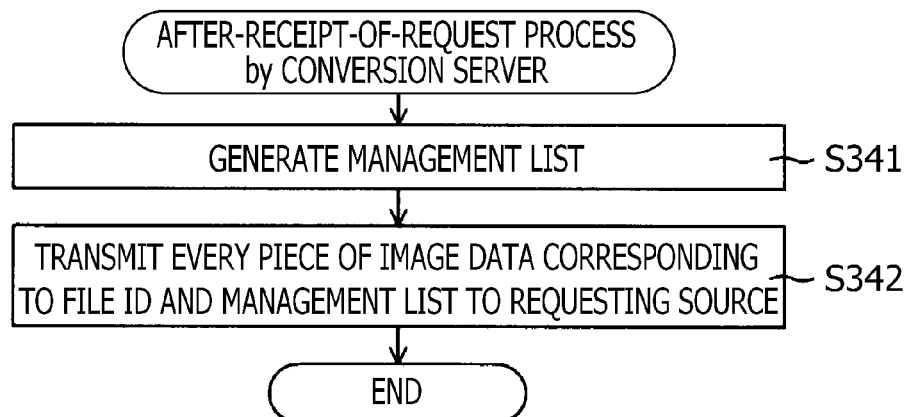 AFTER-RECEIPT-OF-REQUEST PROCESS
by CONVERSION SERVER
GENERATE MANAGEMENT LIST
S341
TRANSMIT EVERY PIECE OF IMAGE DATA CORRESPONDING
TO FILE ID AND MANAGEMENT LIST TO REQUESTING SOURCE
S342
END